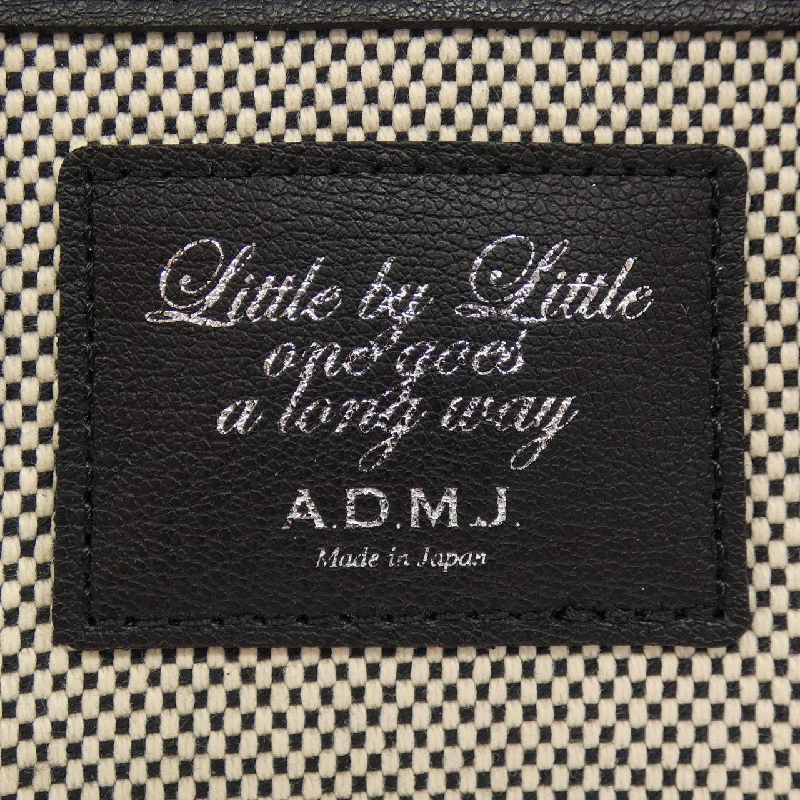 Little by Little
one goes
a long way
A.D.M.J.
Made in Japan